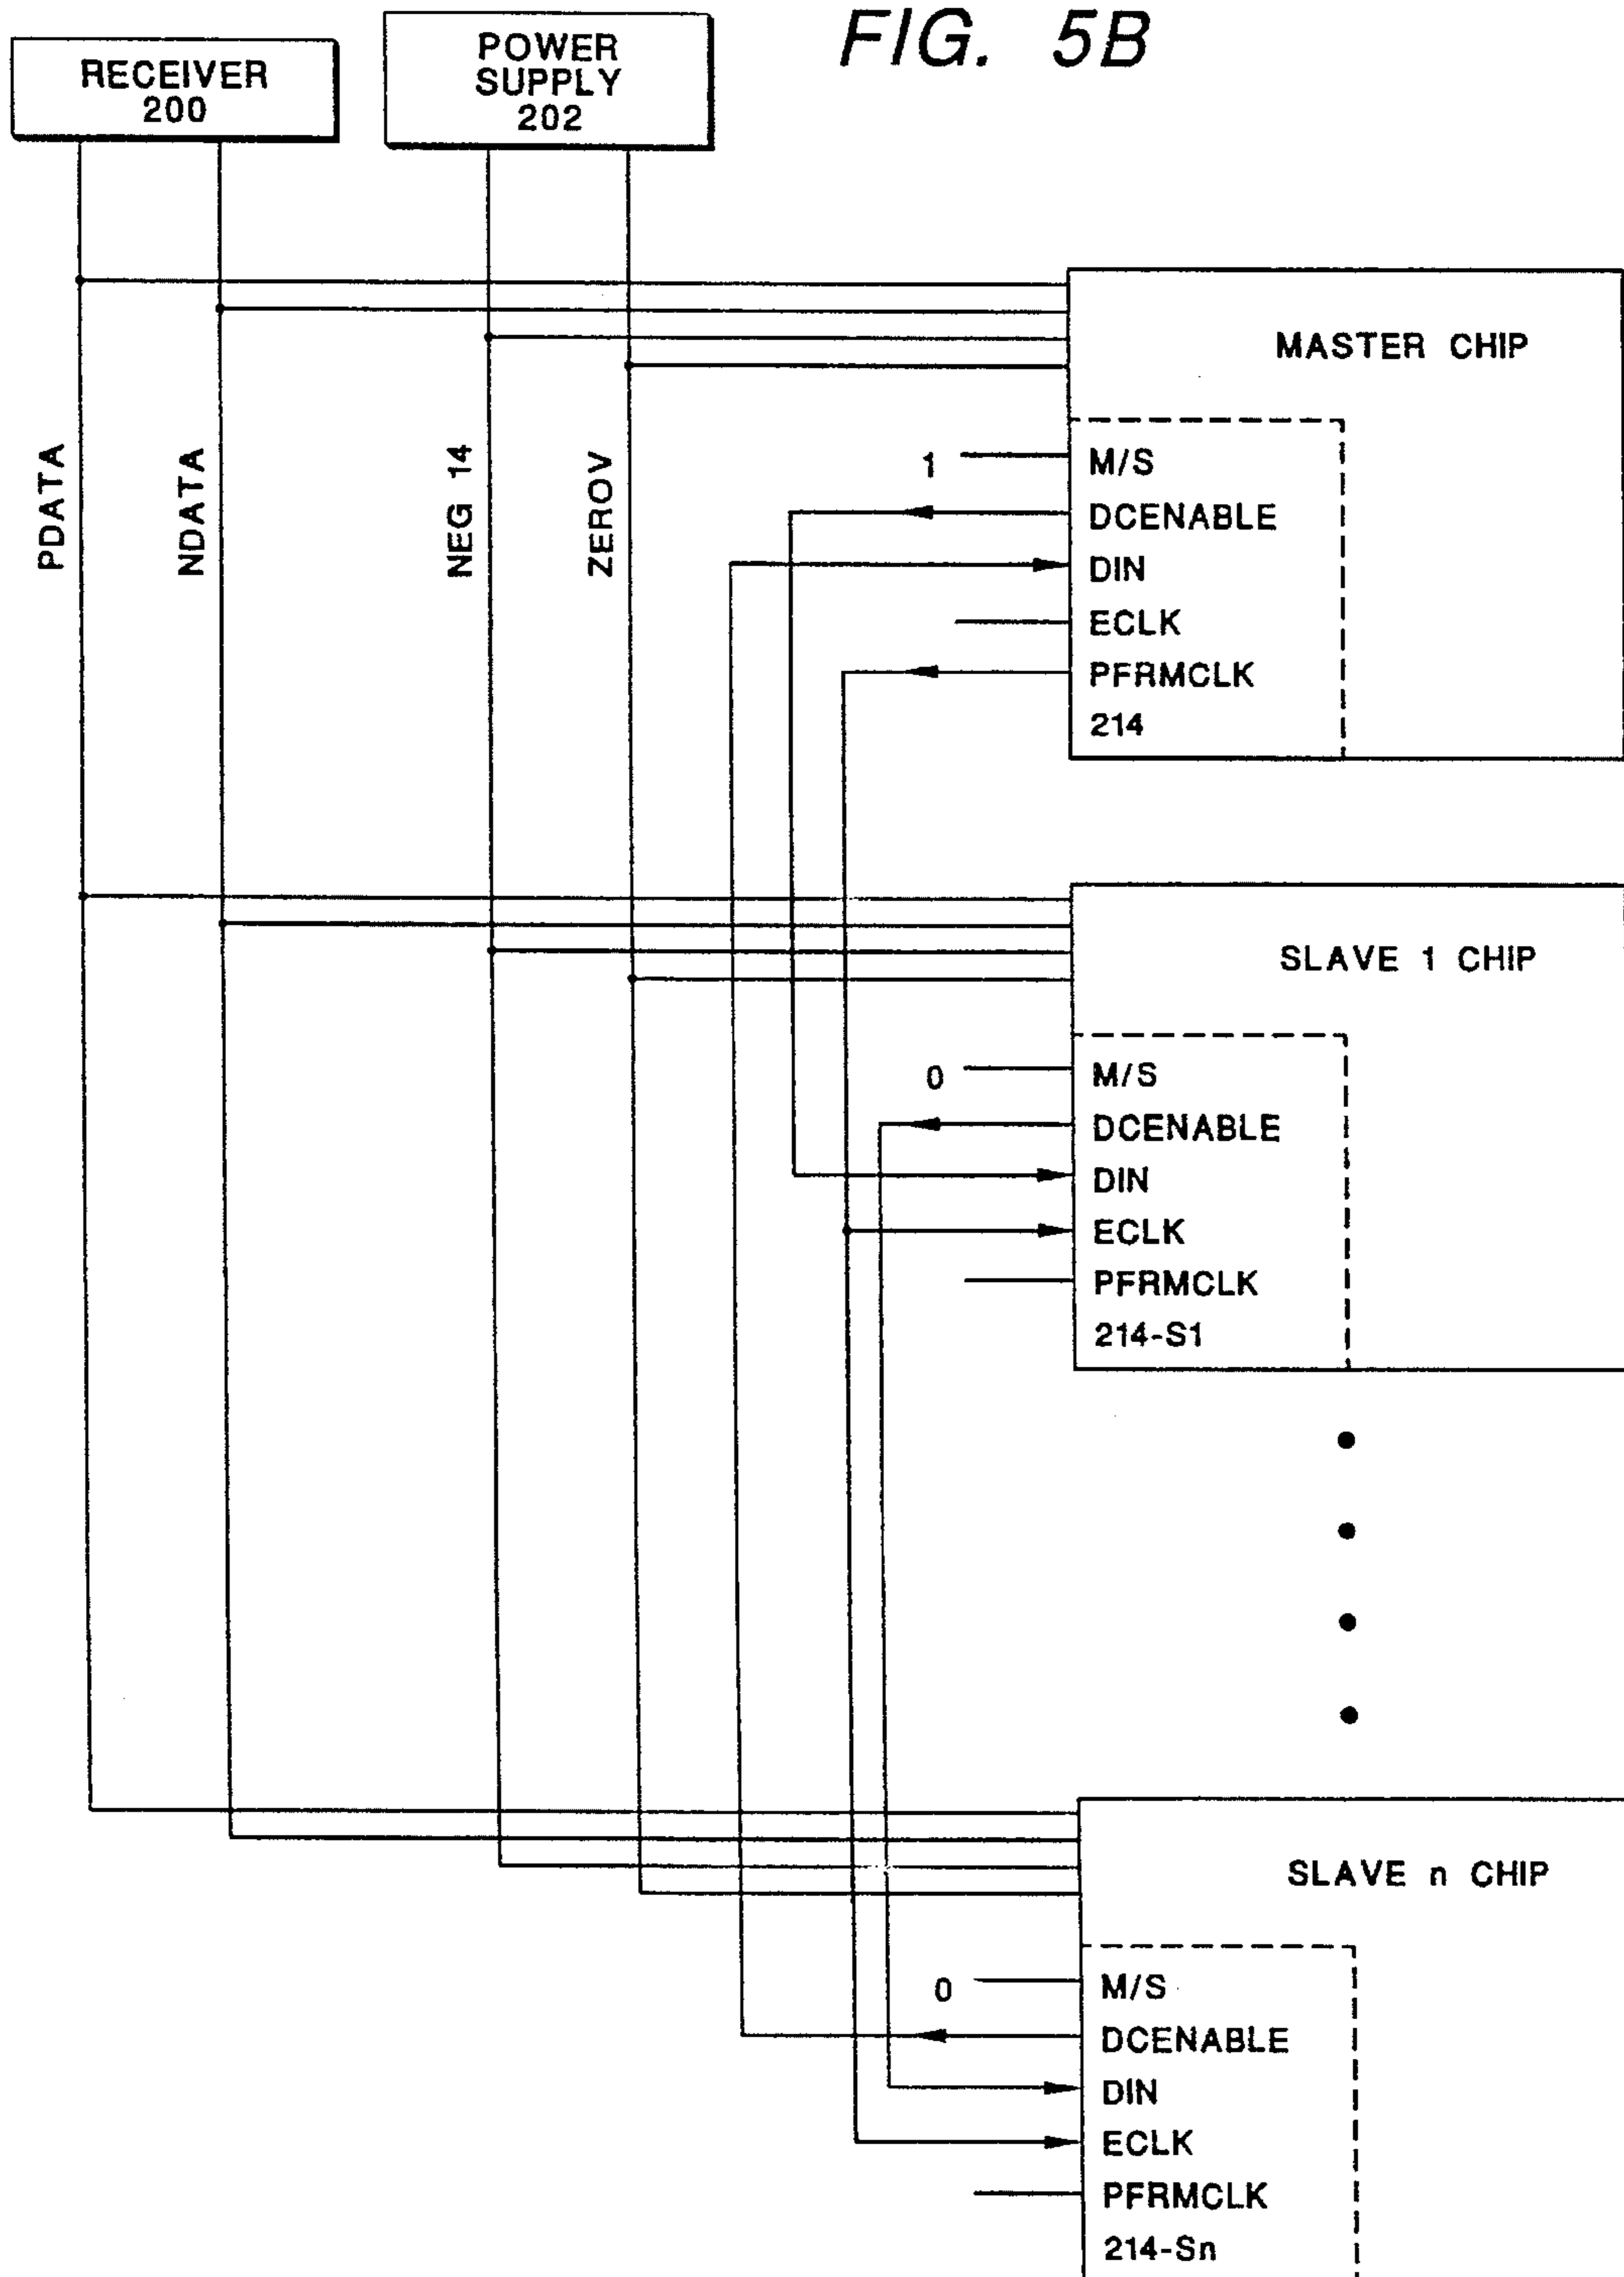 FIG. 5B
RECEIVER
200
POWER
SUPPLY
202
PDATA
NDATA
NEG 14
ZEROV
MASTER CHIP
1
M/S
DCENABLE
DIN
ECLK
PFRMCLK
214
SLAVE 1 CHIP
0
M/S
DCENABLE
DIN
ECLK
PFRMCLK
214-S1
SLAVE n CHIP
0
M/S
DCENABLE
DIN
ECLK
PFRMCLK
214-Sn